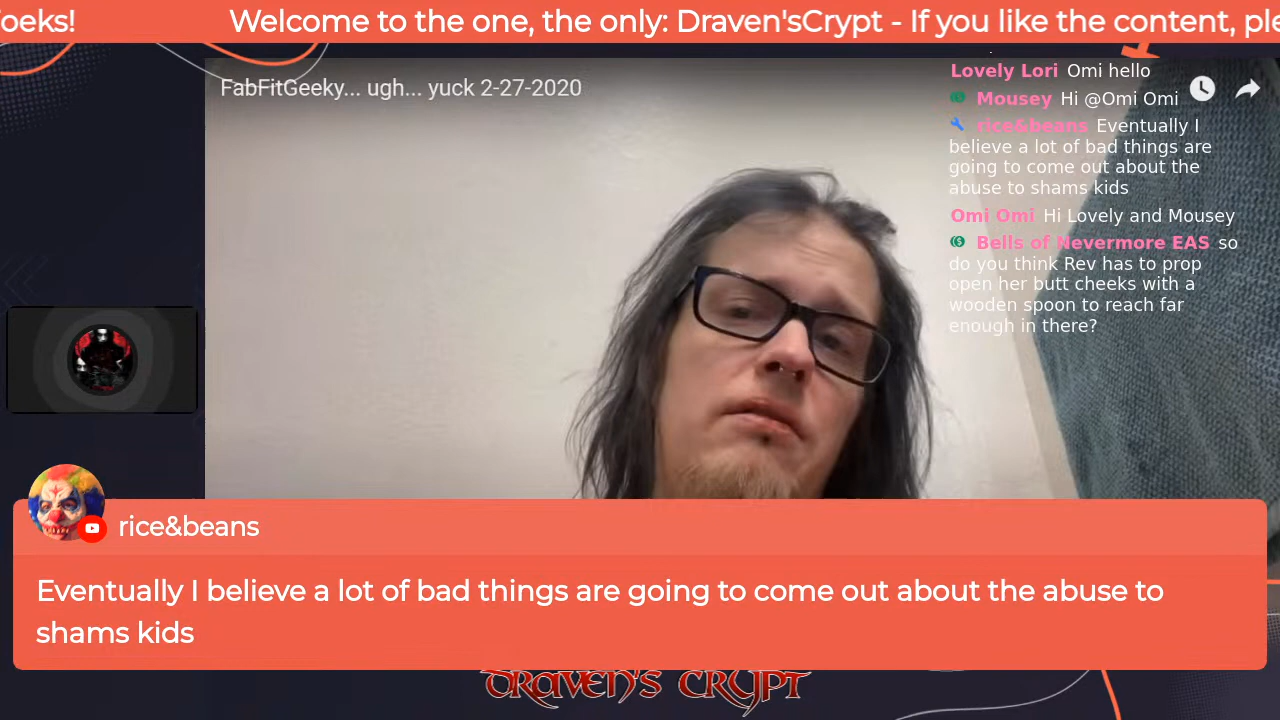 oeks!
Welcome to the one, the only: Draven'sCrypt - If you like the content, ple
FabFitGeeky... ugh... yuck 2-27-2020
Lovely Lori Omi hello
Mousey Hi @Omi Omi
rice&beans Eventually I
believe a lot of bad things are
going to come out about the
abuse to shams kids
Omi Omi Hi Lovely and Mousey
Bells of Nevermore EAS so
do you think Rev has to prop
open her butt cheeks with a
wooden spoon to reach far
enough in there?
rice&beans
Eventually I believe a lot of bad things are going to come out about the abuse to
shams kids
Draven's Crypt